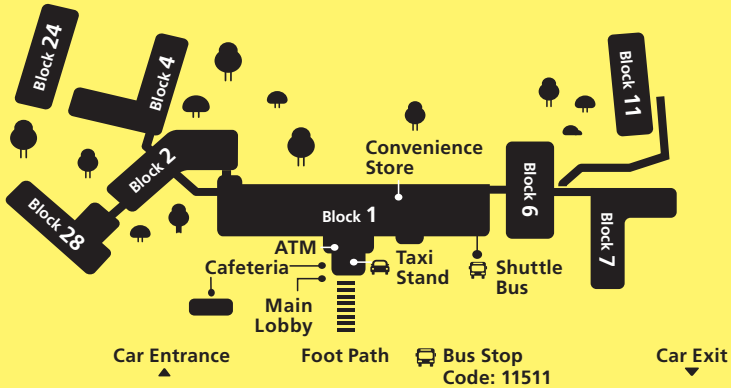 Block 24
Block 4
Block 11
Block 2
Convenience
Store
Block 28
Block 1
Block 6
Block 7
ATM
Cafeteria
Taxi
Stand
Shuttle
Bus
Main
Lobby
Car Entrance
Foot Path
Bus Stop
Code: 11511
Car Exit